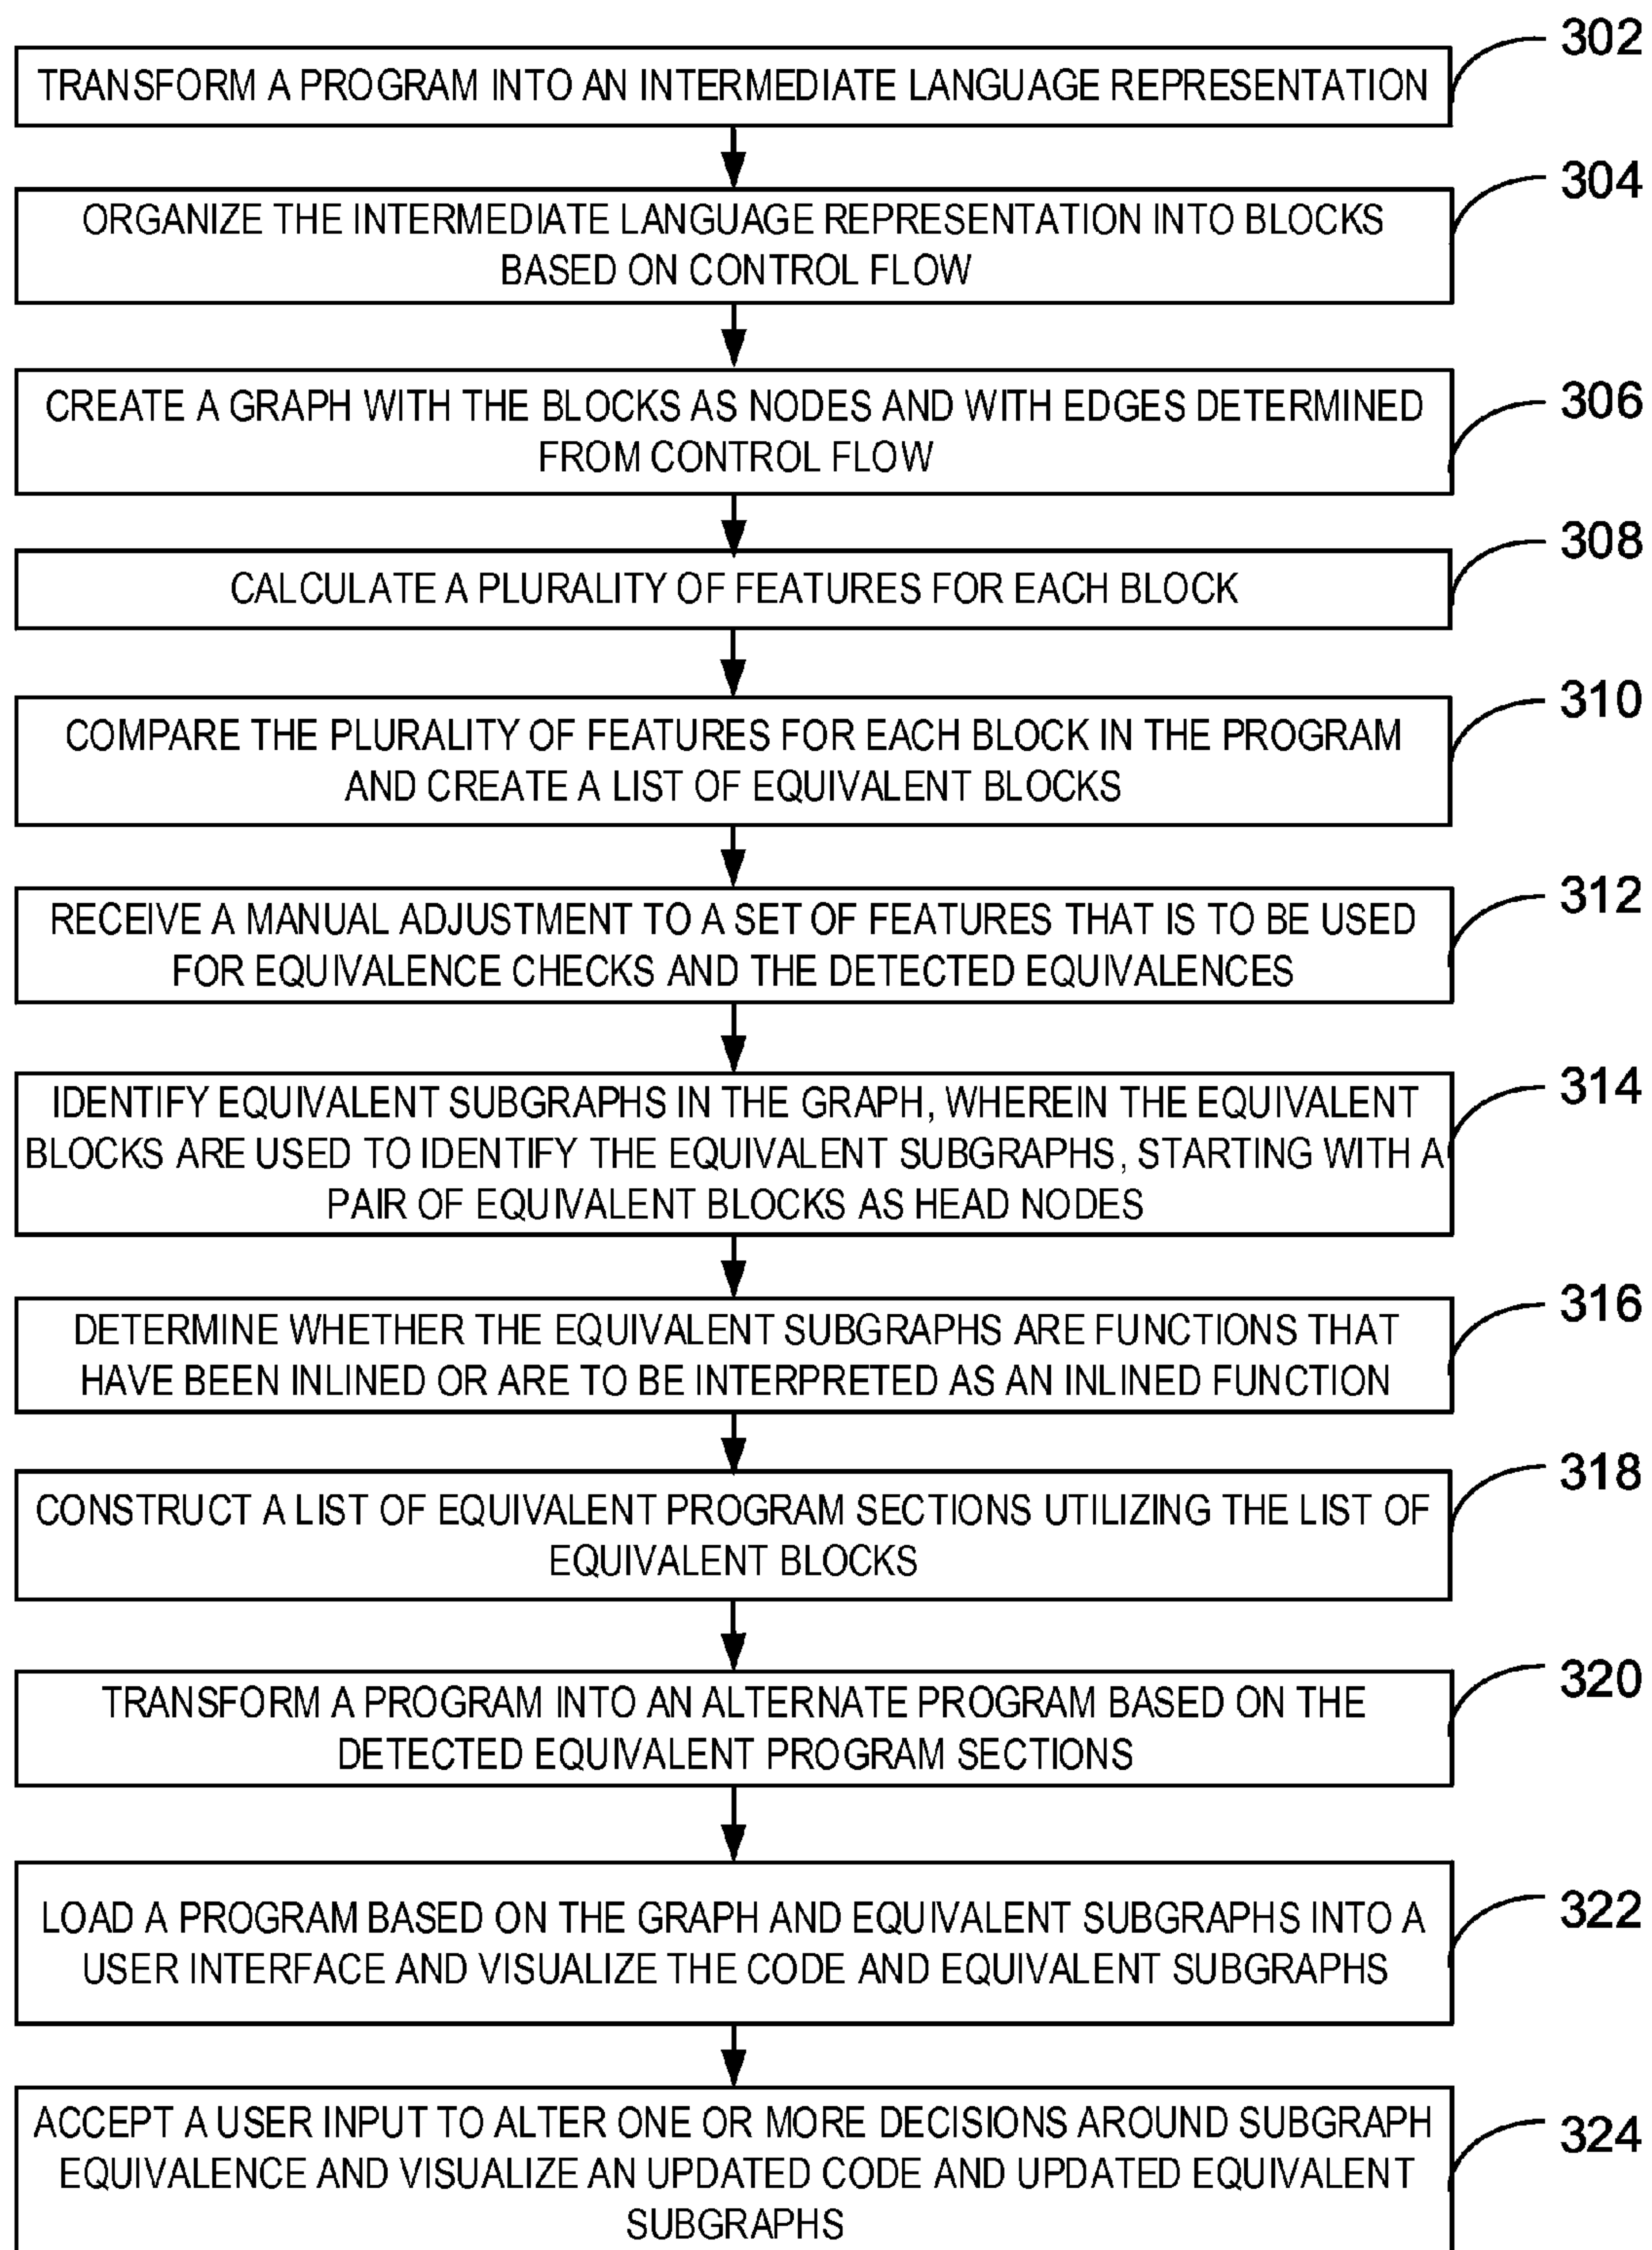 302
TRANSFORM A PROGRAM INTO AN INTERMEDIATE LANGUAGE REPRESENTATION
304
ORGANIZE THE INTERMEDIATE LANGUAGE REPRESENTATION INTO BLOCKS
BASED ON CONTROL FLOW
306
CREATE A GRAPH WITH THE BLOCKS AS NODES AND WITH EDGES DETERMINED
FROM CONTROL FLOW
308
CALCULATE A PLURALITY OF FEATURES FOR EACH BLOCK
310
COMPARE THE PLURALITY OF FEATURES FOR EACH BLOCK IN THE PROGRAM
AND CREATE A LIST OF EQUIVALENT BLOCKS
312
RECEIVE A MANUAL ADJUSTMENT TO A SET OF FEATURES THAT IS TO BE USED
FOR EQUIVALENCE CHECKS AND THE DETECTED EQUIVALENCES
314
IDENTIFY EQUIVALENT SUBGRAPHS IN THE GRAPH, WHEREIN THE EQUIVALENT
BLOCKS ARE USED TO IDENTIFY THE EQUIVALENT SUBGRAPHS, STARTING WITH A
PAIR OF EQUIVALENT BLOCKS AS HEAD NODES
316
DETERMINE WHETHER THE EQUIVALENT SUBGRAPHS ARE FUNCTIONS THAT
HAVE BEEN INLINED OR ARE TO BE INTERPRETED AS AN INLINED FUNCTION
318
CONSTRUCT A LIST OF EQUIVALENT PROGRAM SECTIONS UTILIZING THE LIST OF
EQUIVALENT BLOCKS
320
TRANSFORM A PROGRAM INTO AN ALTERNATE PROGRAM BASED ON THE
DETECTED EQUIVALENT PROGRAM SECTIONS
322
LOAD A PROGRAM BASED ON THE GRAPH AND EQUIVALENT SUBGRAPHS INTO A
USER INTERFACE AND VISUALIZE THE CODE AND EQUIVALENT SUBGRAPHS
324
ACCEPT A USER INPUT TO ALTER ONE OR MORE DECISIONS AROUND SUBGRAPH
EQUIVALENCE AND VISUALIZE AN UPDATED CODE AND UPDATED EQUIVALENT
SUBGRAPHS